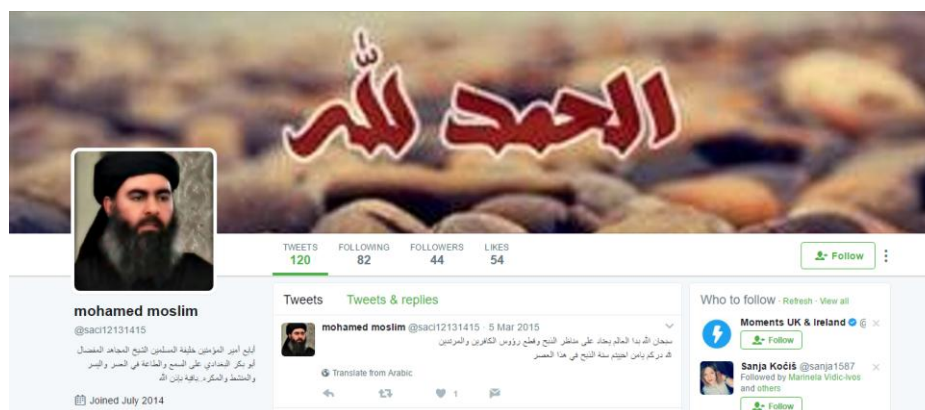 الحمد لله
TWEETS
120
FOLLOWING
82
FOLLOWERS
44
LIKES
54
Follow
mohamed moslim
@saci12131415
أبايع أمير المؤمنين خليفة المسلمين الشيخ المجاهد المفضال
أبو بكر البغدادي على السمع والطاعة في العسر واليسر
والمنشط والمكره..باقية بإذن الله
Joined July 2014
Tweets Tweets & replies
mohamed moslim @saci12131415 · 5 Mar 2015
سبحان الله بدا العالم يعتاد على مناظر الذبح وقطع رؤوس الكافرين والمرتدين
لله دركم يامن احييتم سنة الذبح في هذا العصر
Translate from Arabic
1
Who to follow · Refresh · View all
Moments UK & Ireland @
Follow
Sanja Kočiš @sanja1587
Followed by Marinela Vidic-Ivos
and others
Follow